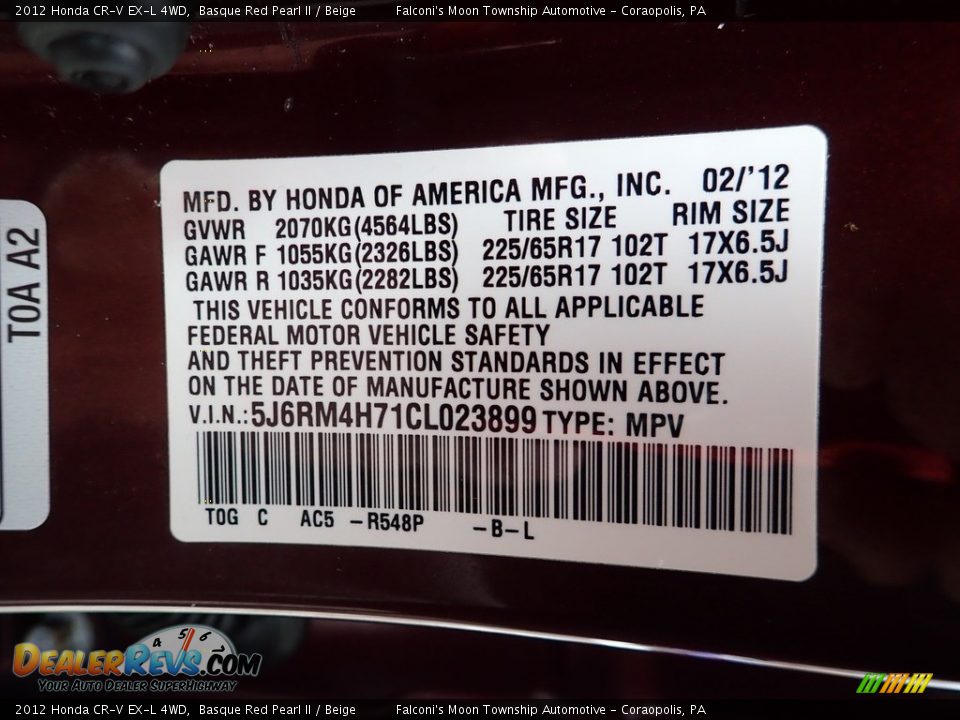 2012 Honda CR-V EX-L 4WD, Basque Red Pearl II / Beige Falconi's Moon Township Automotive - Coraopolis, PA
TOA A2
MFD. BY HONDA OF AMERICA MFG., INC. 02/'12
GVWR 2070KG(4564LBS) TIRE SIZE RIM SIZE
GAWR F 1055KG(2326LBS) 225/65R17 102T 17X6.5J
GAWR R 1035KG(2282LBS) 225/65R17 102T 17X6.5J
THIS VEHICLE CONFORMS TO ALL APPLICABLE
FEDERAL MOTOR VEHICLE SAFETY
AND THEFT PREVENTION STANDARDS IN EFFECT
ON THE DATE OF MANUFACTURE SHOWN ABOVE.
V.I.N.:5J6RM4H71CL023899 TYPE: MPV
TOG C AC5 -R548P -B-L
4 5 6
DEALERREVS.COM
YOUR AUTO DEALER SUPERHIGHWAY
2012 Honda CR-V EX-L 4WD, Basque Red Pearl II / Beige Falconi's Moon Township Automotive - Coraopolis, PA